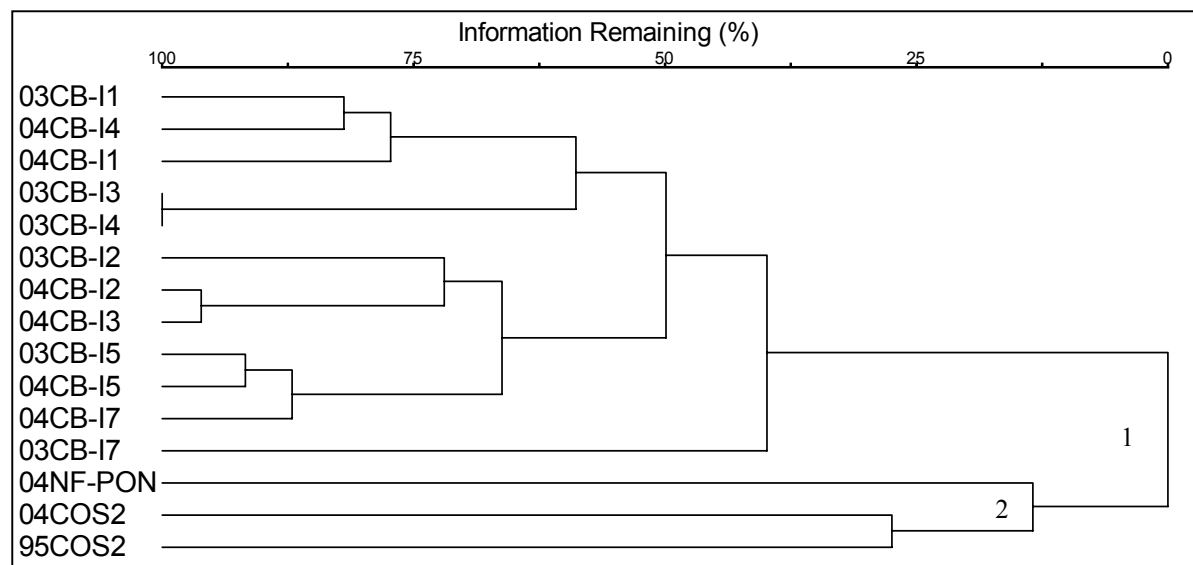 Information Remaining (%)
100 75 50 25 0
03CB-I1
04CB-I4
04CB-I1
03CB-I3
03CB-I4
03CB-I2
04CB-I2
04CB-I3
03CB-I5
04CB-I5
04CB-I7
1
03CB-I7
04NF-PON
04COS2
2
95COS2